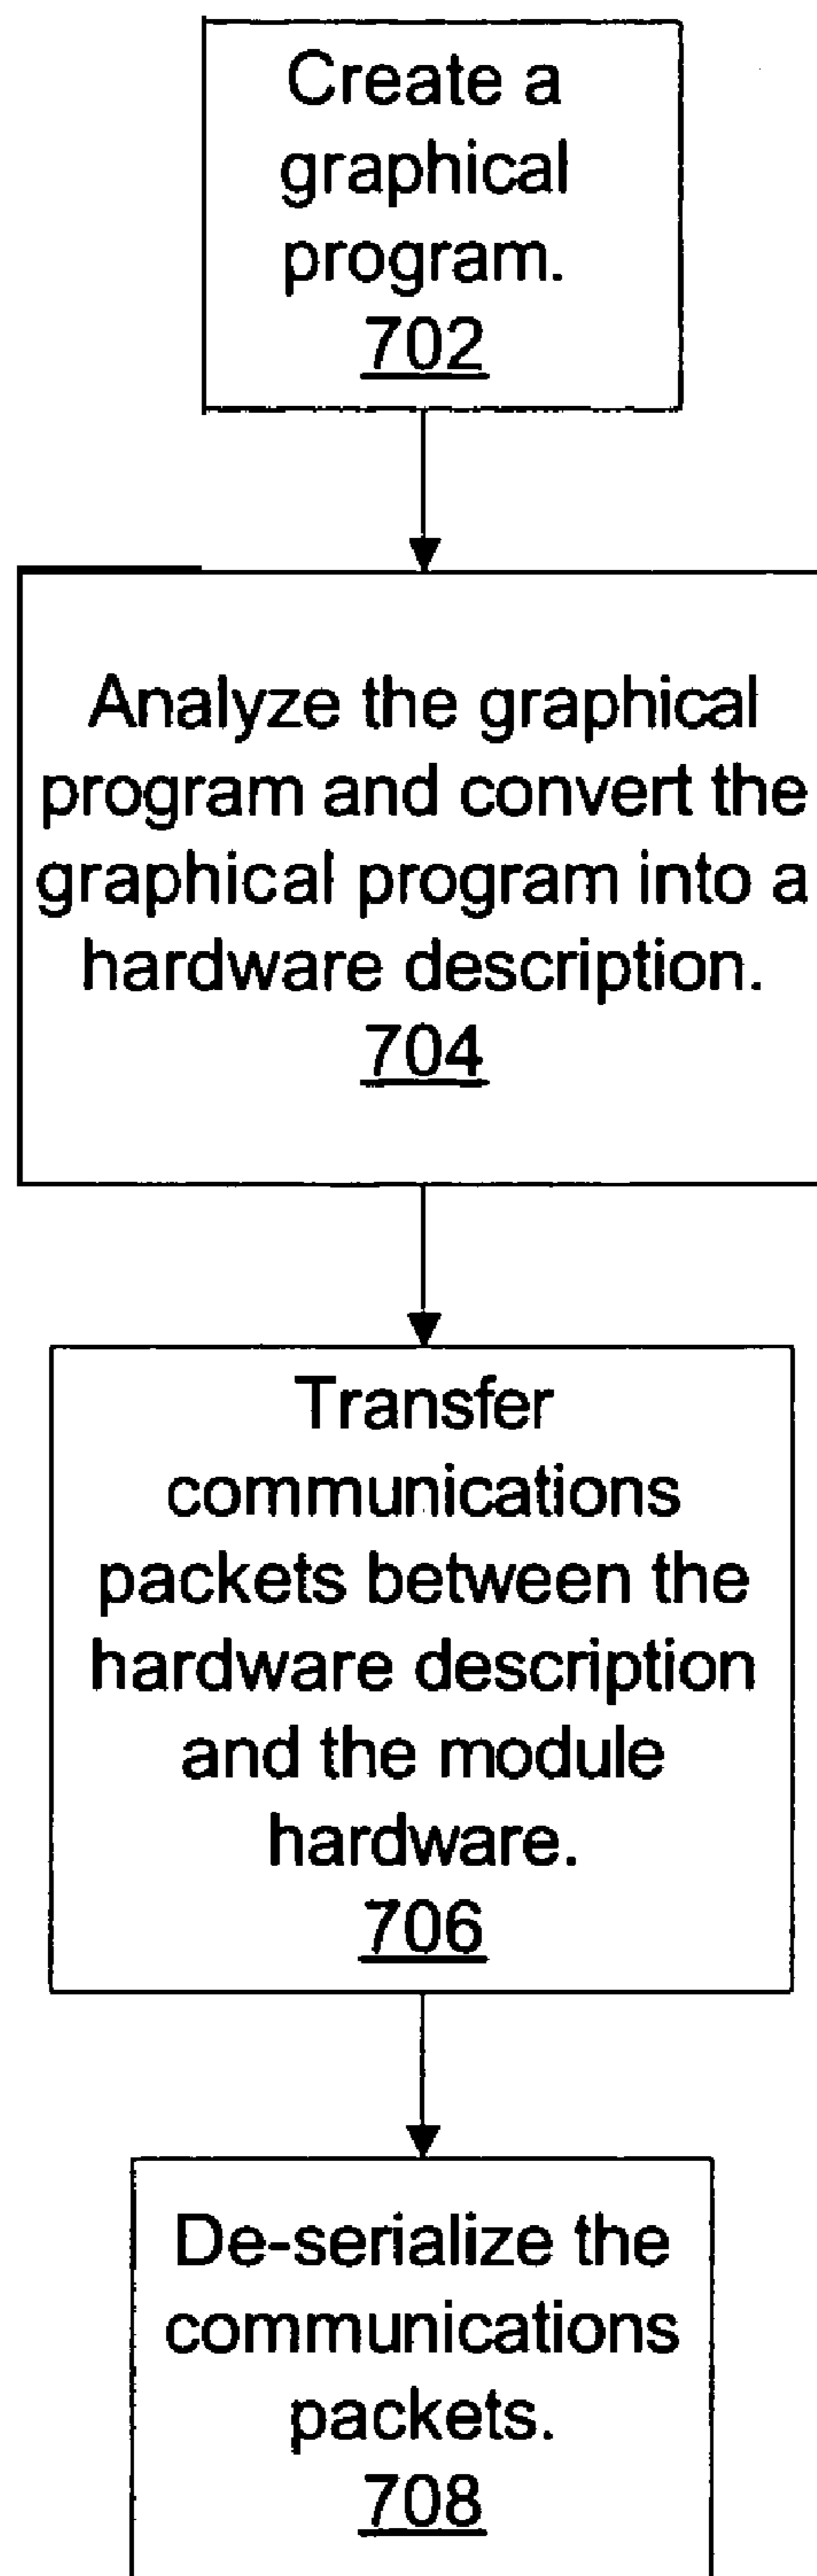 Create a
graphical
program.
702
Analyze the graphical
program and convert the
graphical program into a
hardware description.
704
Transfer
communications
packets between the
hardware description
and the module
hardware.
706
De-serialize the
communications
packets.
708